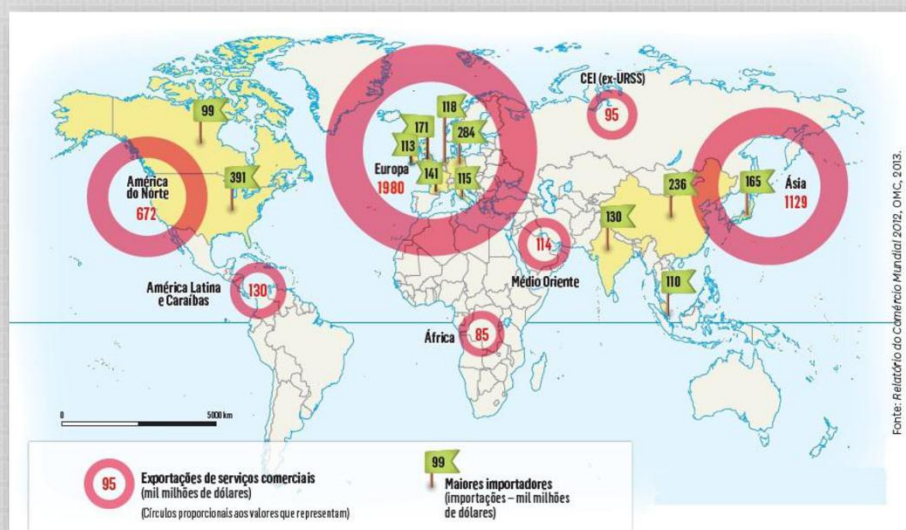 CEI (ex-URSS)
95
99
118
171
284
113
Europa
1980
141
115
391
América
do Norte
672
236
165
Ásia
1129
130
114
Médio Oriente
110
América Latina
e Caraíbas
130
África
85
0
5000 km
95
Exportações de serviços comerciais
(mil milhões de dólares)
(Círculos proporcionais aos valores que representam)
99
Maiores importadores
(importações – mil milhões
de dólares)
Fonte: Relatório do Comércio Mundial 2012, OMC, 2013.